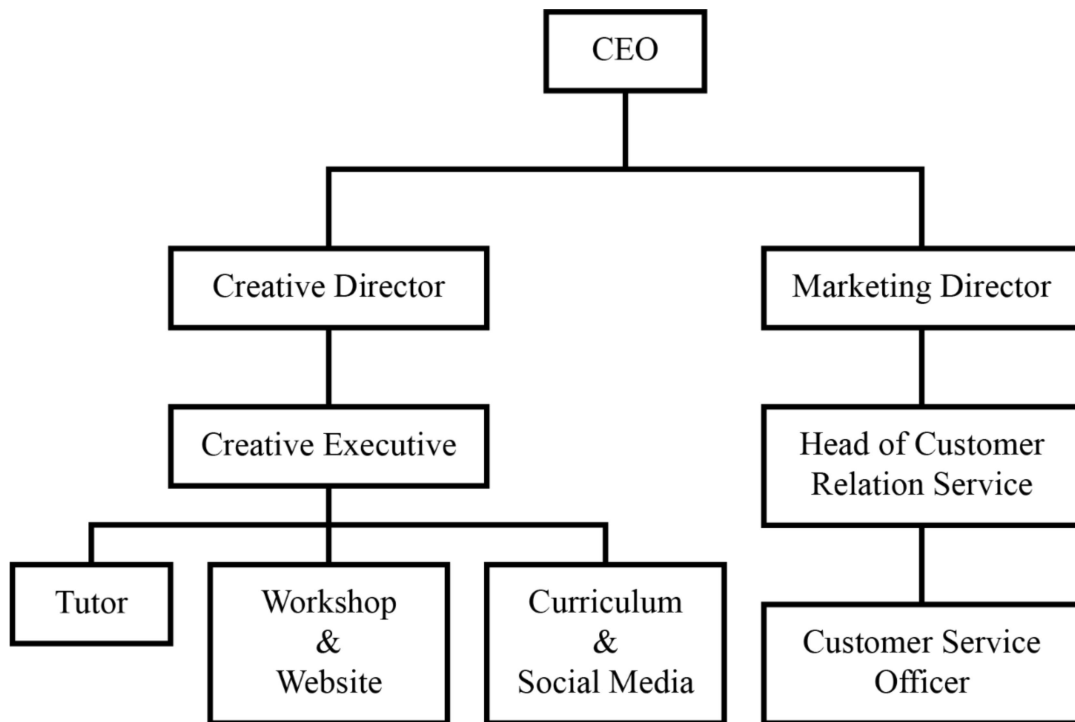 CEO
Creative Director
Marketing Director
Creative Executive
Head of Customer
Relation Service
Tutor
Workshop
&
Website
Curriculum
&
Social Media
Customer Service
Officer